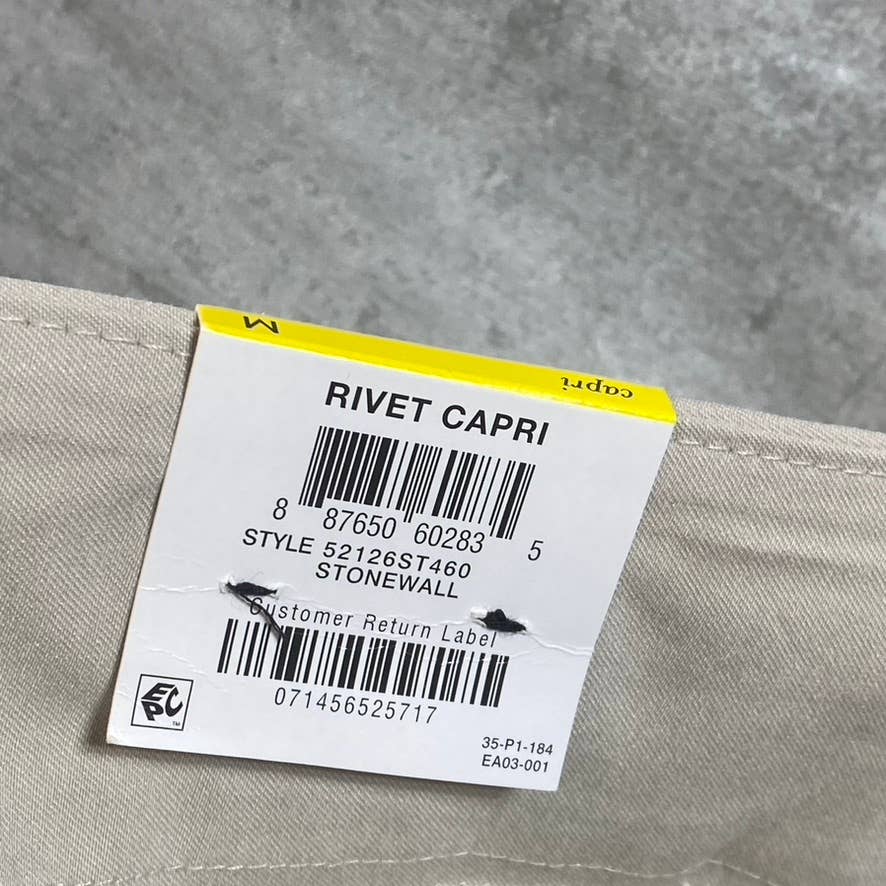 M capri
RIVET CAPRI
8 87650 60283 5
STYLE 52126ST460
STONEWALL
Customer Return Label
071456525717
EPC TM
35-P1-184
EA03-001